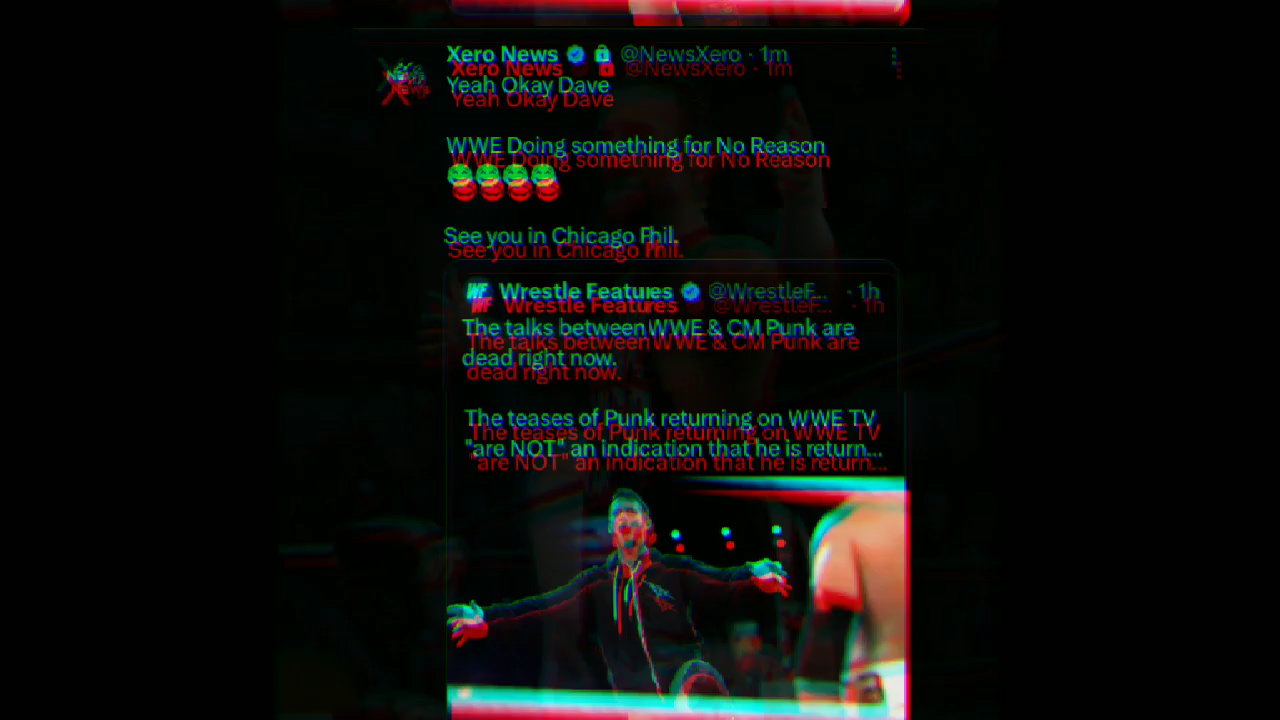 Xero News @NewsXero · 1m
Yeah Okay Dave
WWE Doing something for No Reason
😂😂😂😂
See you in Chicago Phil.
WF Wrestle Features @WrestleF... · 1h
The talks between WWE & CM Punk are
dead right now.
The teases of Punk returning on WWE TV
"are NOT" an indication that he is return...